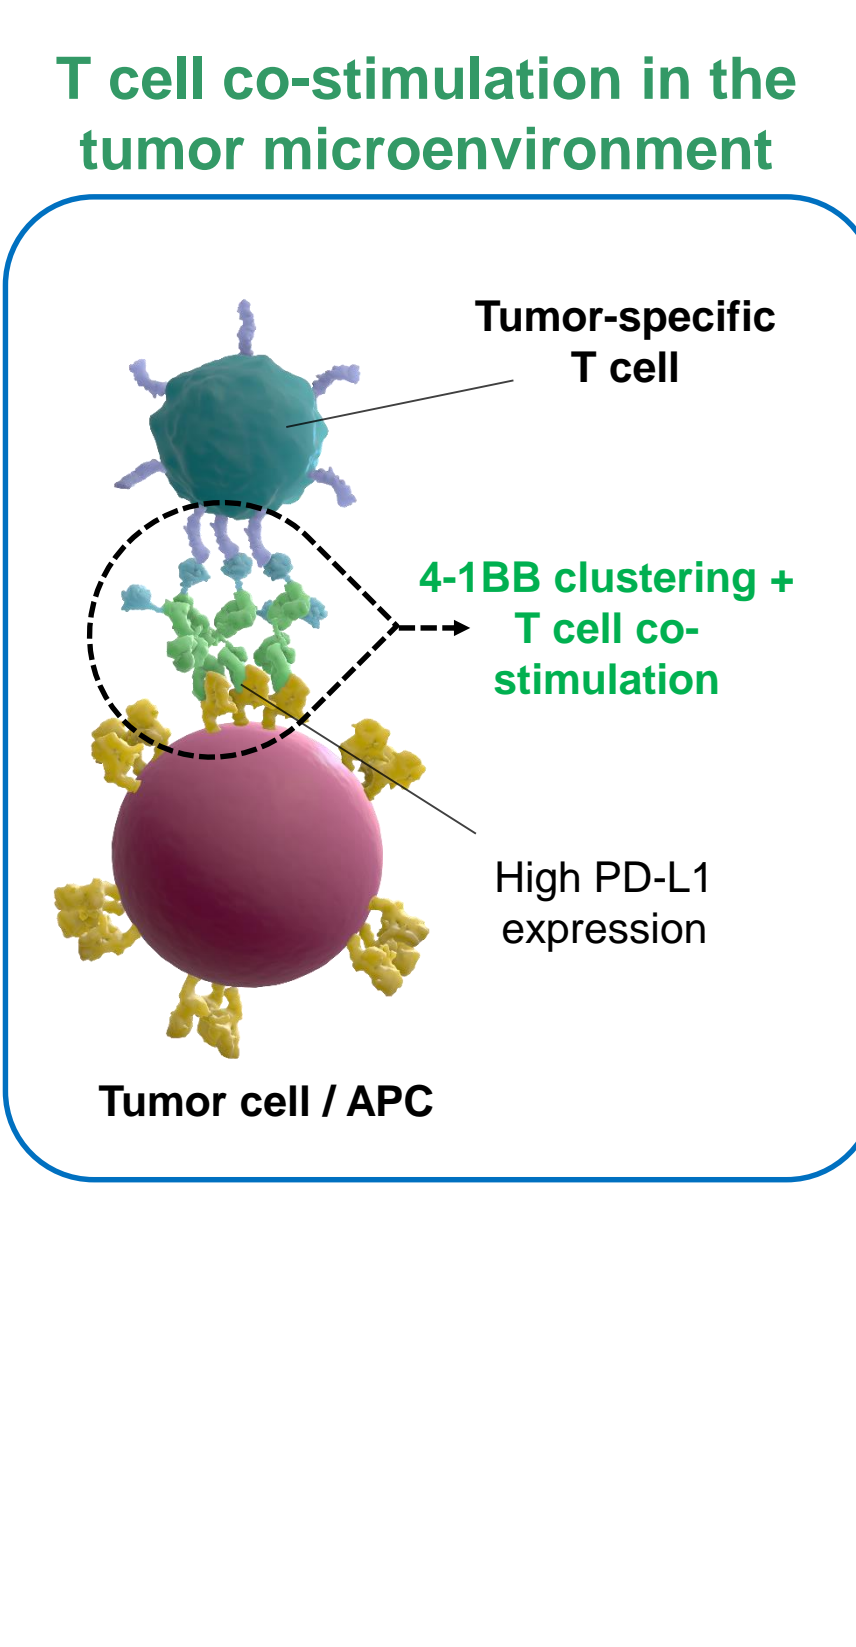 T cell co-stimulation in the
tumor microenvironment
Tumor-specific
T cell
4-1BB clustering +
T cell co-
stimulation
High PD-L1
expression
Tumor cell / APC